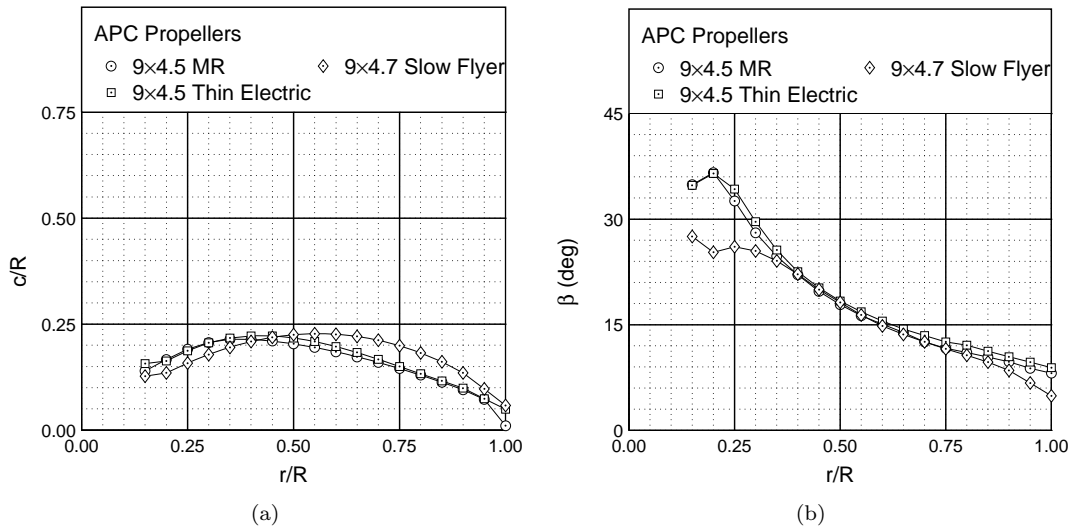 APC Propellers
9×4.5 MR
9×4.7 Slow Flyer
9×4.5 Thin Electric
0.75
0.50
0.25
0.00
c/R
0.00 0.25 0.50 0.75 1.00
r/R
(a)
APC Propellers
9×4.5 MR
9×4.7 Slow Flyer
9×4.5 Thin Electric
45
30
15
0
β (deg)
0.00 0.25 0.50 0.75 1.00
r/R
(b)